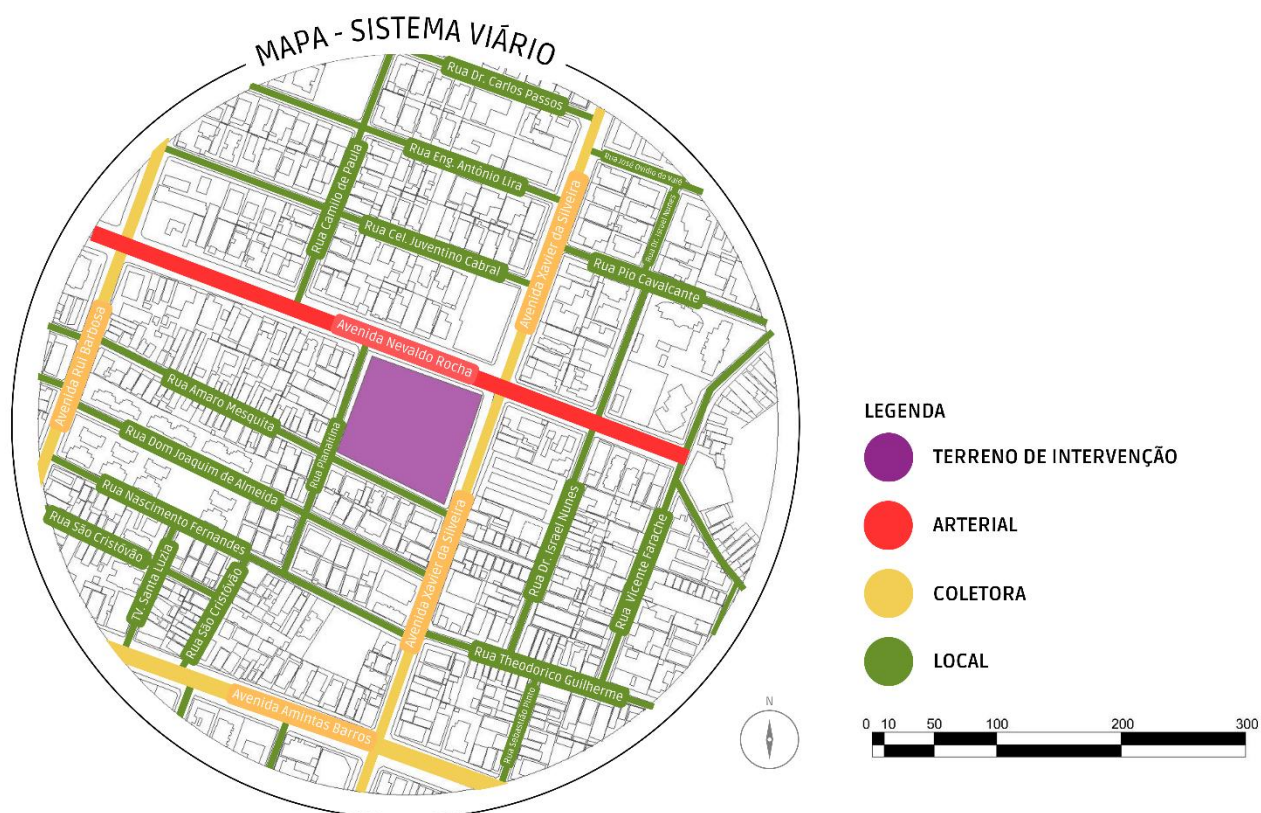 MAPA - SISTEMA VIÁRIO
Rua Dr. Carlos Passos
Rua Eng. Antônio Lira
Rua José Ovídio do Vale
Rua Camilo de Paula
Avenida Xavier da Silveira
Rua Dr. Israel Nunes
Rua Cel. Juventino Cabral
Rua Pio Cavalcante
Avenida Nevaldo Rocha
Avenida Rui Barbosa
Rua Amaro Mesquita
Rua Planaltina
Rua Dom Joaquim de Almeida
Rua Nascimento Fernandes
Rua São Cristóvão
TV. Santa Luzia
Rua São Cristóvão
Avenida Xavier da Silveira
Rua Dr. Israel Nunes
Rua Vicente Farache
Rua Theodorico Guilherme
Rua Sebastião Pinto
Avenida Amintas Barros
LEGENDA
TERRENO DE INTERVENÇÃO
ARTERIAL
COLETORA
LOCAL
N
0 10 50 100 200 300